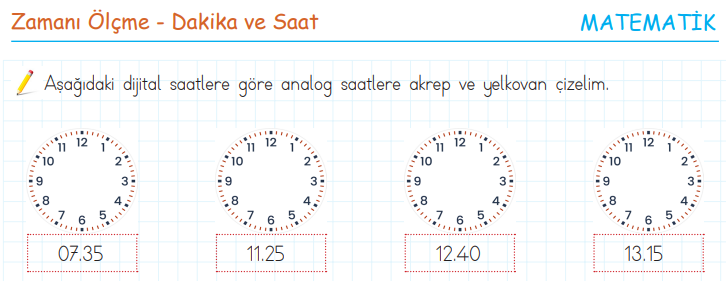 Zamanı Ölçme - Dakika ve Saat
MATEMATİK
Aşağıdaki dijital saatlere göre analog saatlere akrep ve yelkovan çizelim.
12 1 2 3 4 5 6 7 8 9 10 11
12 1 2 3 4 5 6 7 8 9 10 11
12 1 2 3 4 5 6 7 8 9 10 11
12 1 2 3 4 5 6 7 8 9 10 11
07.35 11.25 12.40 13.15